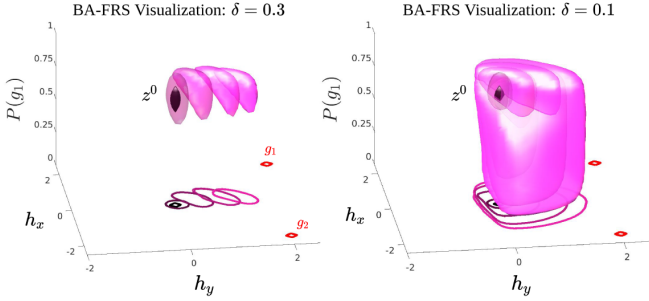 BA-FRS Visualization: δ = 0.3
1
0.75
0.5
0.25
0
P(g₁)
z⁰
g₁
g₂
2
0
-2
hₓ
-2
0
2
h_y
BA-FRS Visualization: δ = 0.1
1
0.75
0.5
0.25
0
P(g₁)
z⁰
2
0
-2
hₓ
-2
0
2
h_y